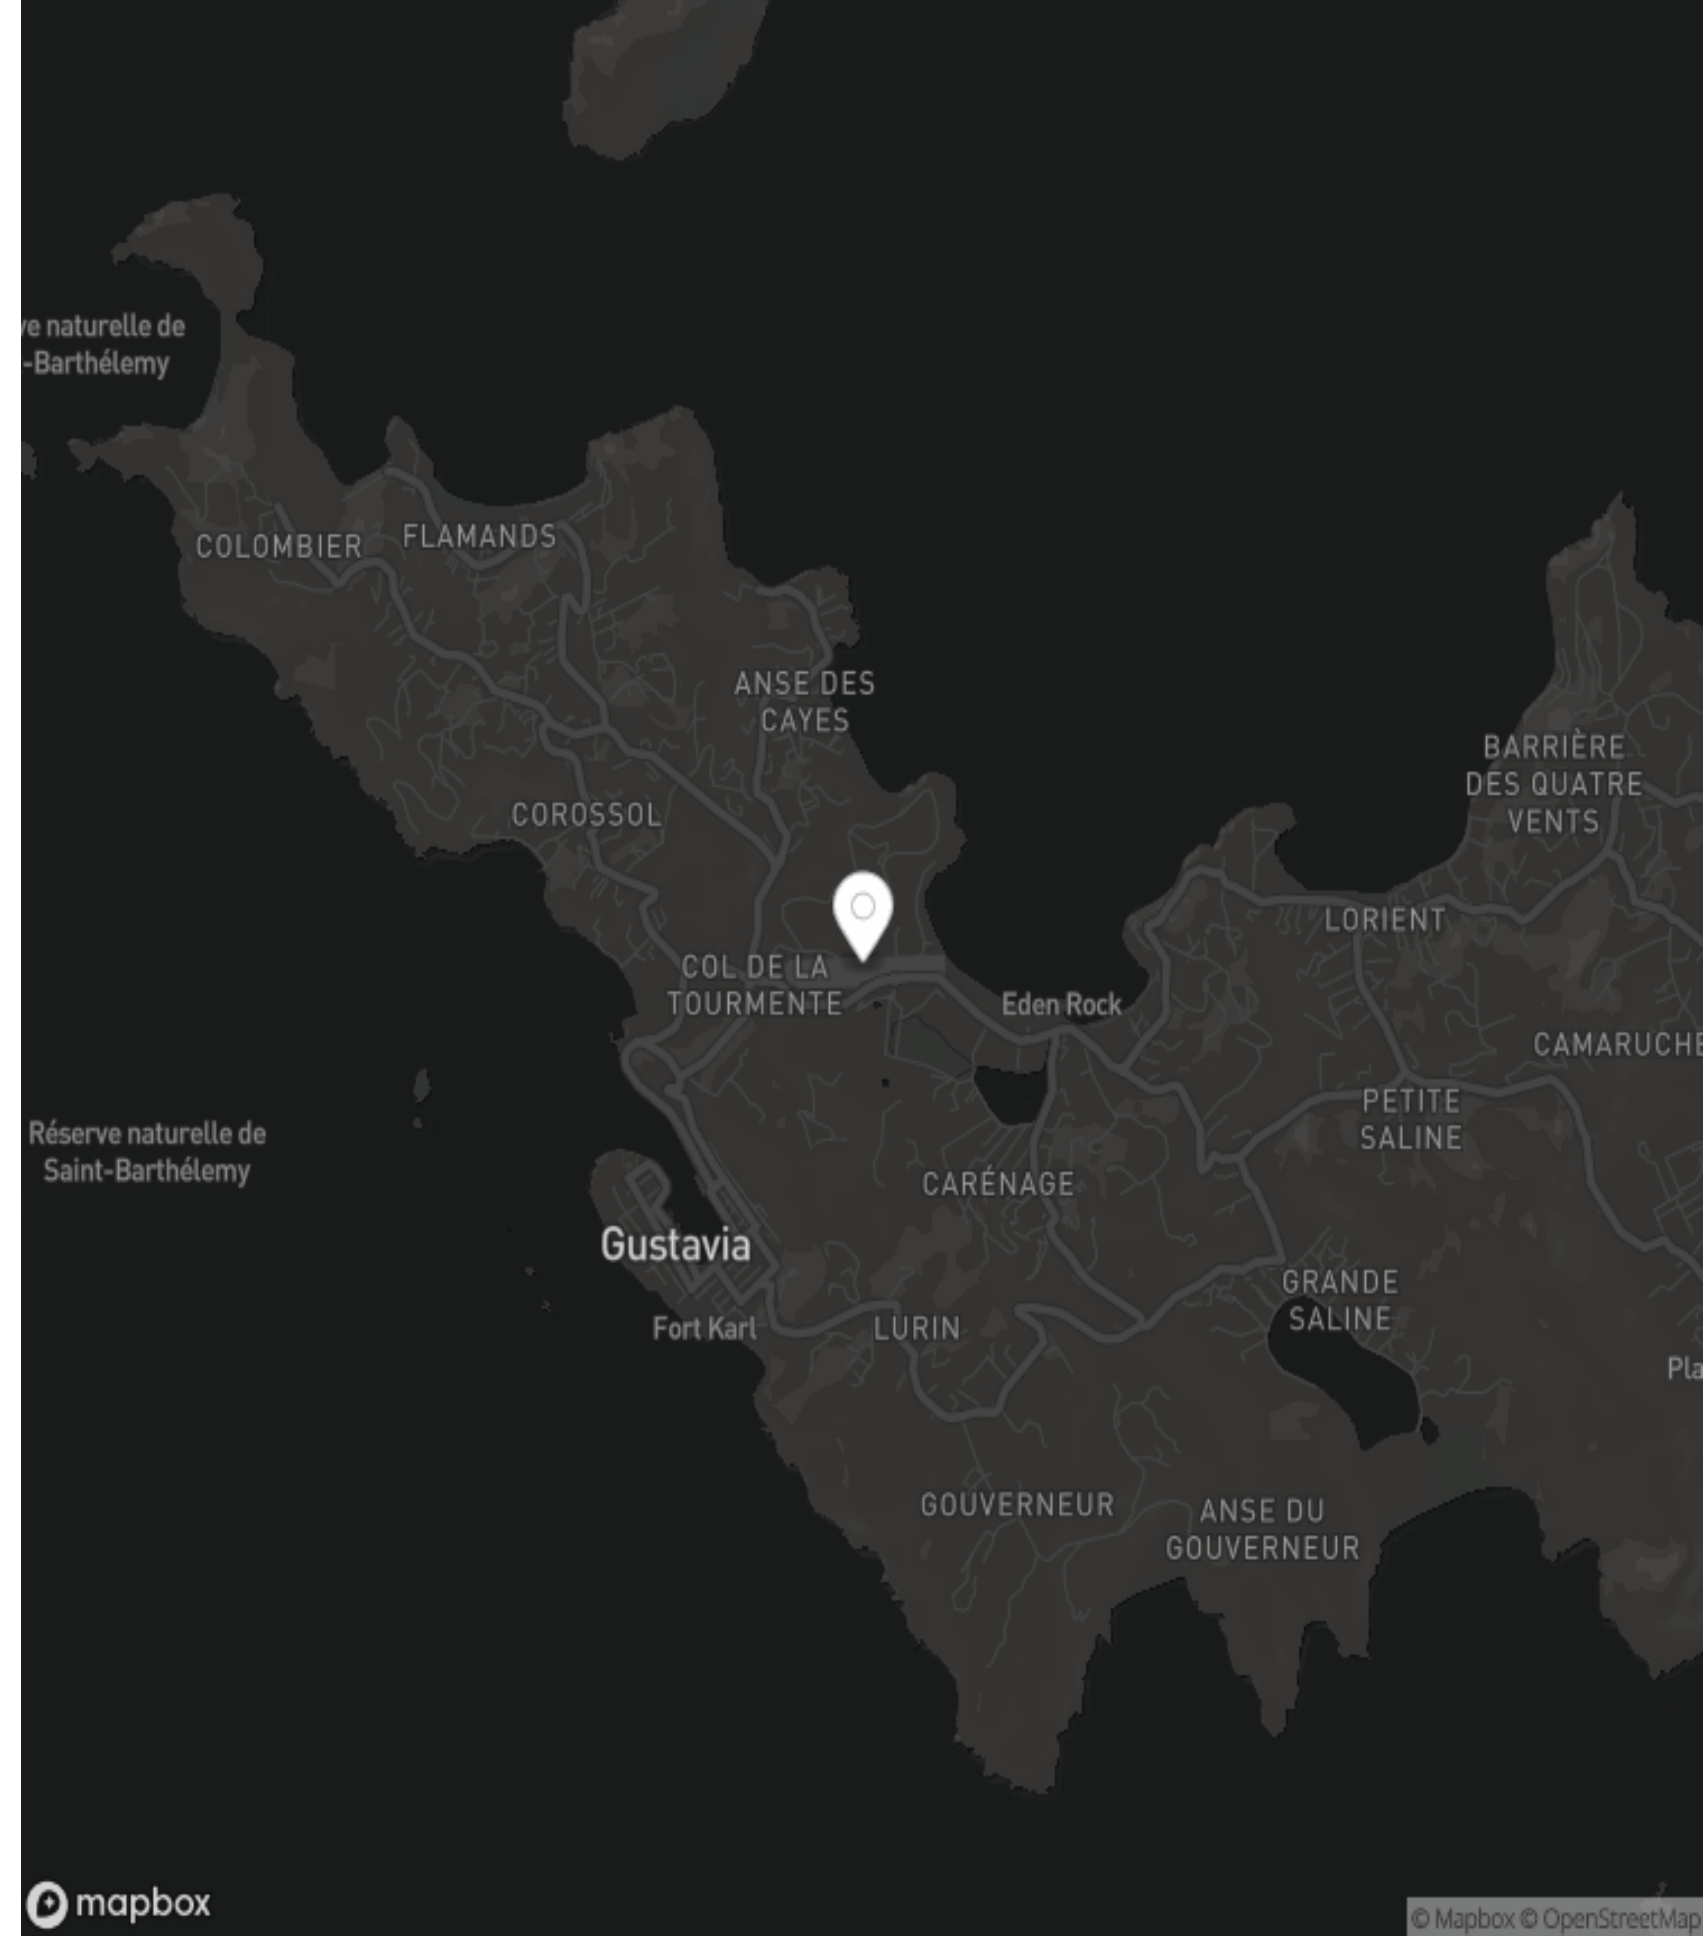 ve naturelle de
-Barthélemy
COLOMBIER
FLAMANDS
ANSE DES
CAYES
BARRIÈRE
DES QUATRE
VENTS
COROSSOL
LORIENT
COL DE LA
TOURMENTE
Eden Rock
CAMARUCHE
PETITE
SALINE
Réserve naturelle de
Saint-Barthélemy
CARÉNAGE
Gustavia
GRANDE
SALINE
Fort Karl
LURIN
Pla
GOUVERNEUR
ANSE DU
GOUVERNEUR
mapbox
© Mapbox © OpenStreetMap